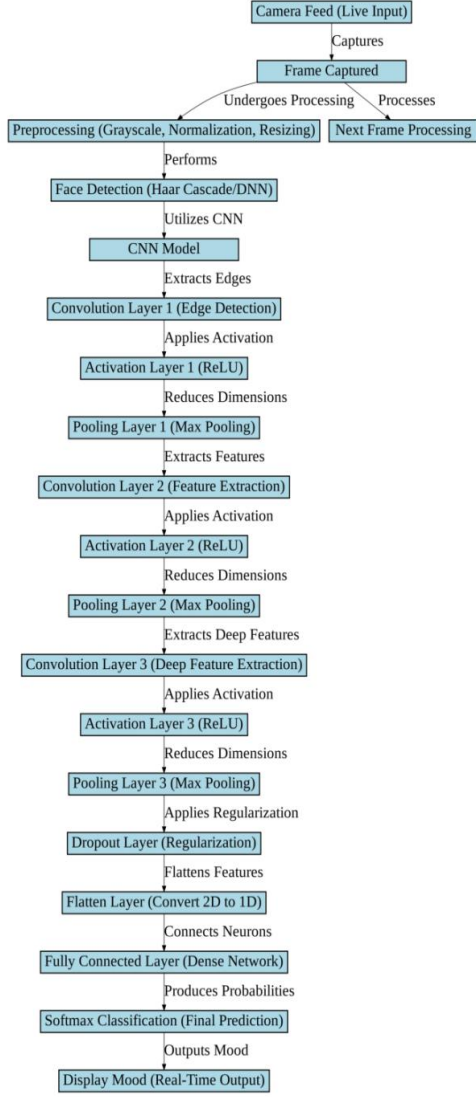 Camera Feed (Live Input)
Captures
Frame Captured
Undergoes Processing
Processes
Preprocessing (Grayscale, Normalization, Resizing)
Next Frame Processing
Performs
Face Detection (Haar Cascade/DNN)
Utilizes CNN
CNN Model
Extracts Edges
Convolution Layer 1 (Edge Detection)
Applies Activation
Activation Layer 1 (ReLU)
Reduces Dimensions
Pooling Layer 1 (Max Pooling)
Extracts Features
Convolution Layer 2 (Feature Extraction)
Applies Activation
Activation Layer 2 (ReLU)
Reduces Dimensions
Pooling Layer 2 (Max Pooling)
Extracts Deep Features
Convolution Layer 3 (Deep Feature Extraction)
Applies Activation
Activation Layer 3 (ReLU)
Reduces Dimensions
Pooling Layer 3 (Max Pooling)
Applies Regularization
Dropout Layer (Regularization)
Flattens Features
Flatten Layer (Convert 2D to 1D)
Connects Neurons
Fully Connected Layer (Dense Network)
Produces Probabilities
Softmax Classification (Final Prediction)
Outputs Mood
Display Mood (Real-Time Output)